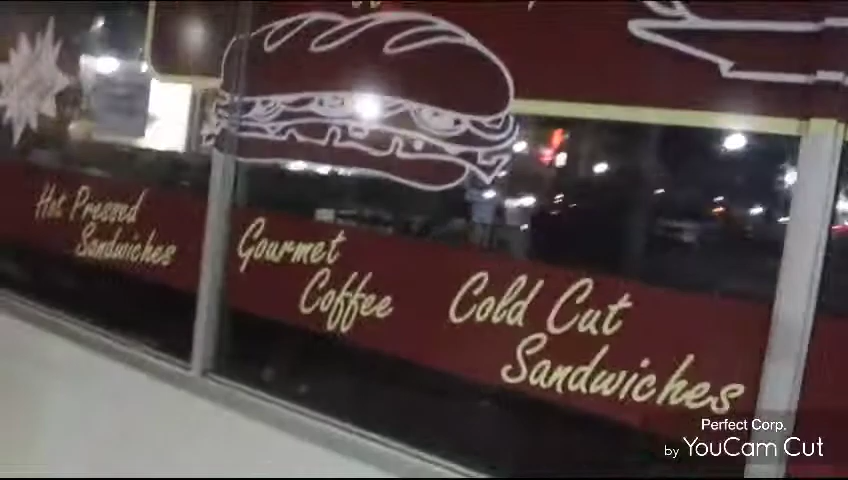 Hot Pressed
Sandwiches
Gourmet
Coffee
Cold Cut
Sandwiches
Perfect Corp.
by YouCam Cut